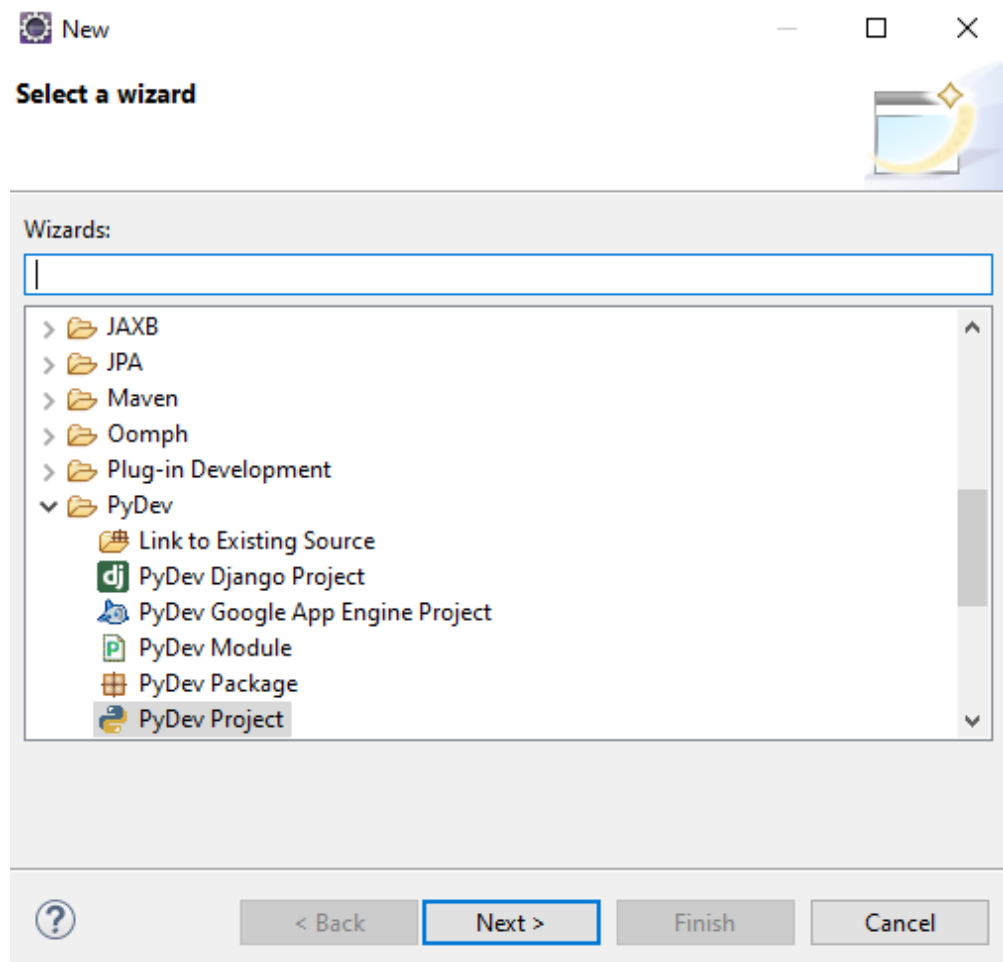 New
Select a wizard
Wizards:
JAXB
JPA
Maven
Oomph
Plug-in Development
PyDev
Link to Existing Source
dj PyDev Django Project
PyDev Google App Engine Project
P PyDev Module
PyDev Package
PyDev Project
? < Back Next > Finish Cancel